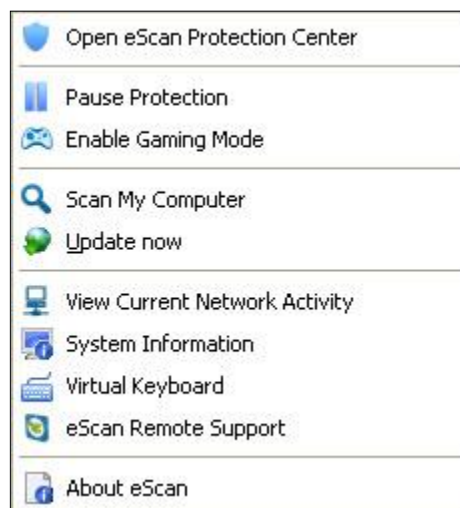 Open eScan Protection Center
Pause Protection
Enable Gaming Mode
Scan My Computer
Update now
View Current Network Activity
System Information
Virtual Keyboard
eScan Remote Support
About eScan